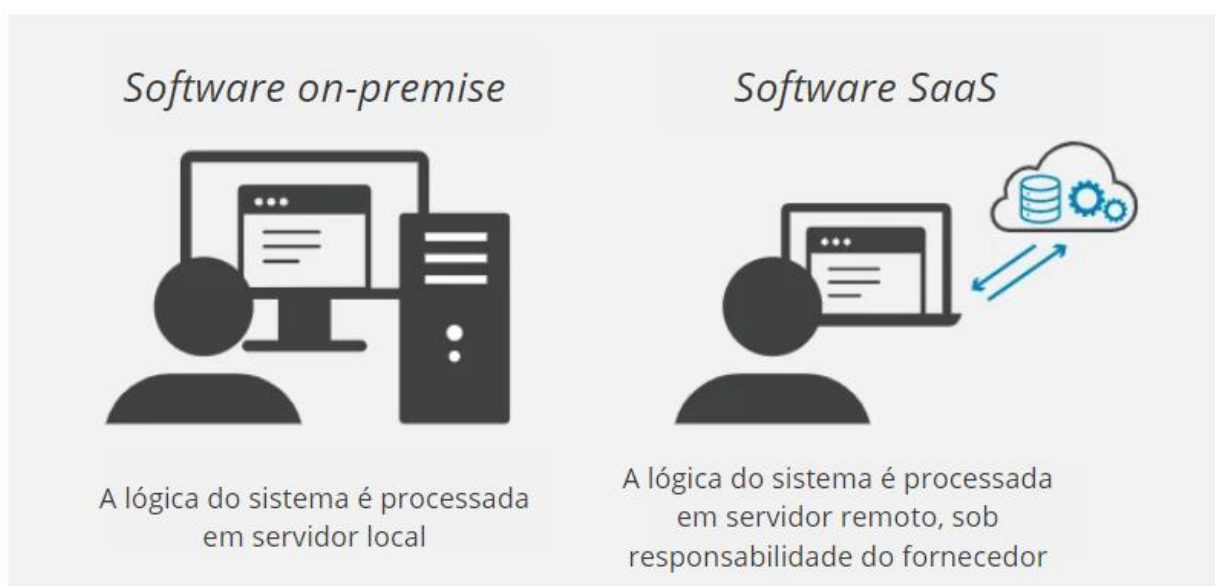 Software on-premise
A lógica do sistema é processada
em servidor local
Software SaaS
A lógica do sistema é processada
em servidor remoto, sob
responsabilidade do fornecedor